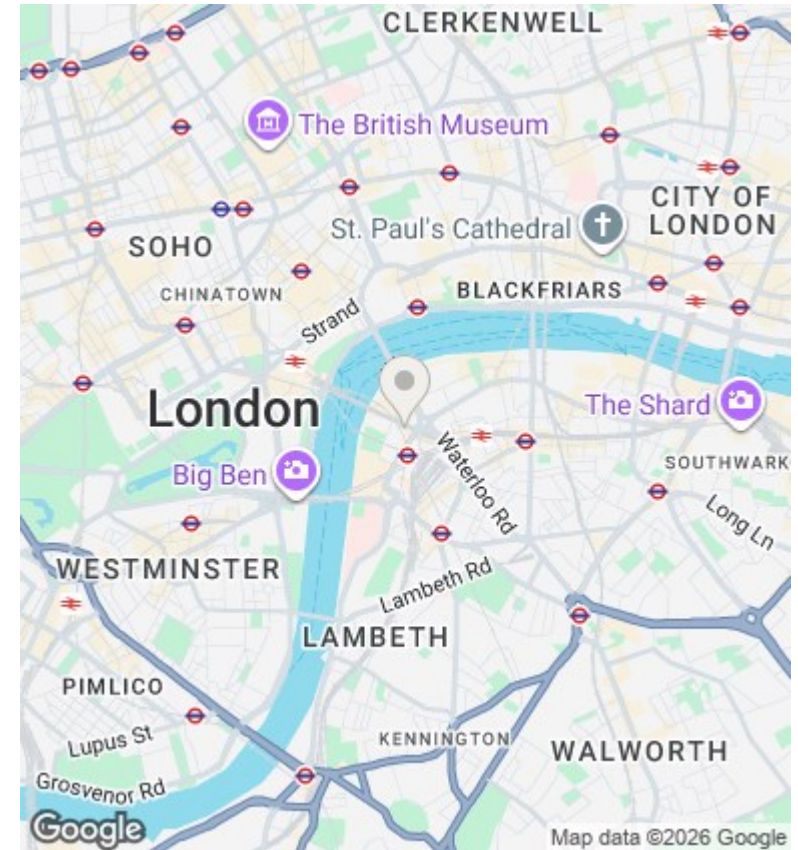 CLERKENWELL
The British Museum
CITY OF
LONDON
St. Paul's Cathedral
SOHO
CHINATOWN
BLACKFRIARS
Strand
London
The Shard
Waterloo Rd
Big Ben
SOUTHWARK
Long Ln
WESTMINSTER
Lambeth Rd
LAMBETH
PIMLICO
Lupus St
KENNINGTON
WALWORTH
Grosvenor Rd
Google
Map data ©2026 Google